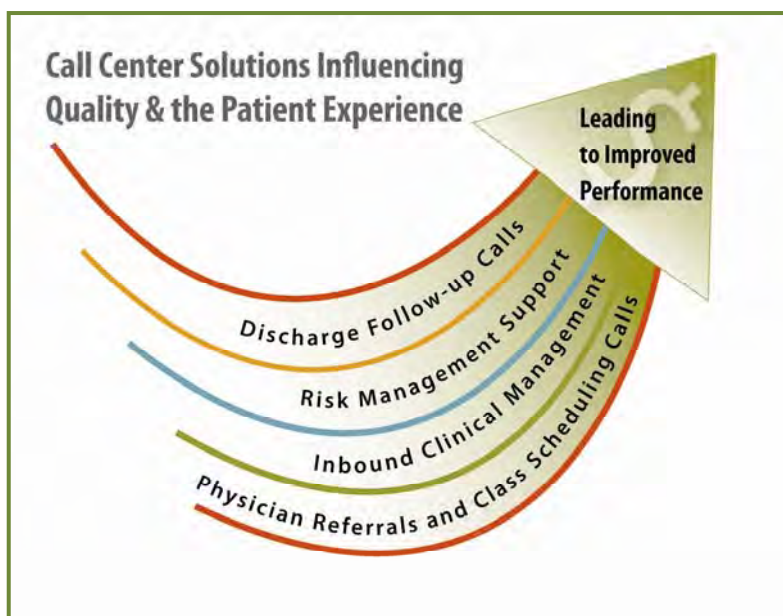 Call Center Solutions Influencing
Quality & the Patient Experience
Leading
to Improved
Performance
Discharge Follow-up Calls
Risk Management Support
Inbound Clinical Management
Physician Referrals and Class Scheduling Calls